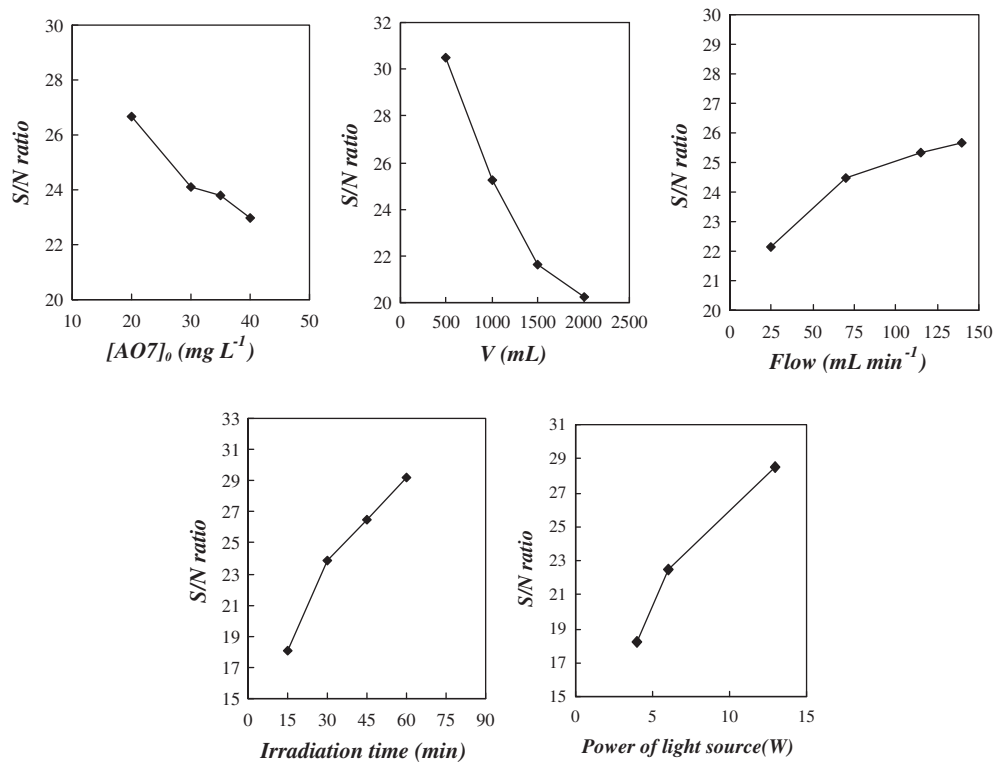 30
28
26
24
22
20
10 20 30 40 50
S/N ratio
[AO7]₀ (mg L⁻¹)
32
30
28
26
24
22
20
0 500 1000 1500 2000 2500
S/N ratio
V (mL)
30
29
28
27
26
25
24
23
22
21
20
0 25 50 75 100 125 150
S/N ratio
Flow (mL min⁻¹)
33
31
29
27
25
23
21
19
17
15
0 15 30 45 60 75 90
S/N ratio
Irradiation time (min)
31
29
27
25
23
21
19
17
15
0 5 10 15
S/N ratio
Power of light source(W)